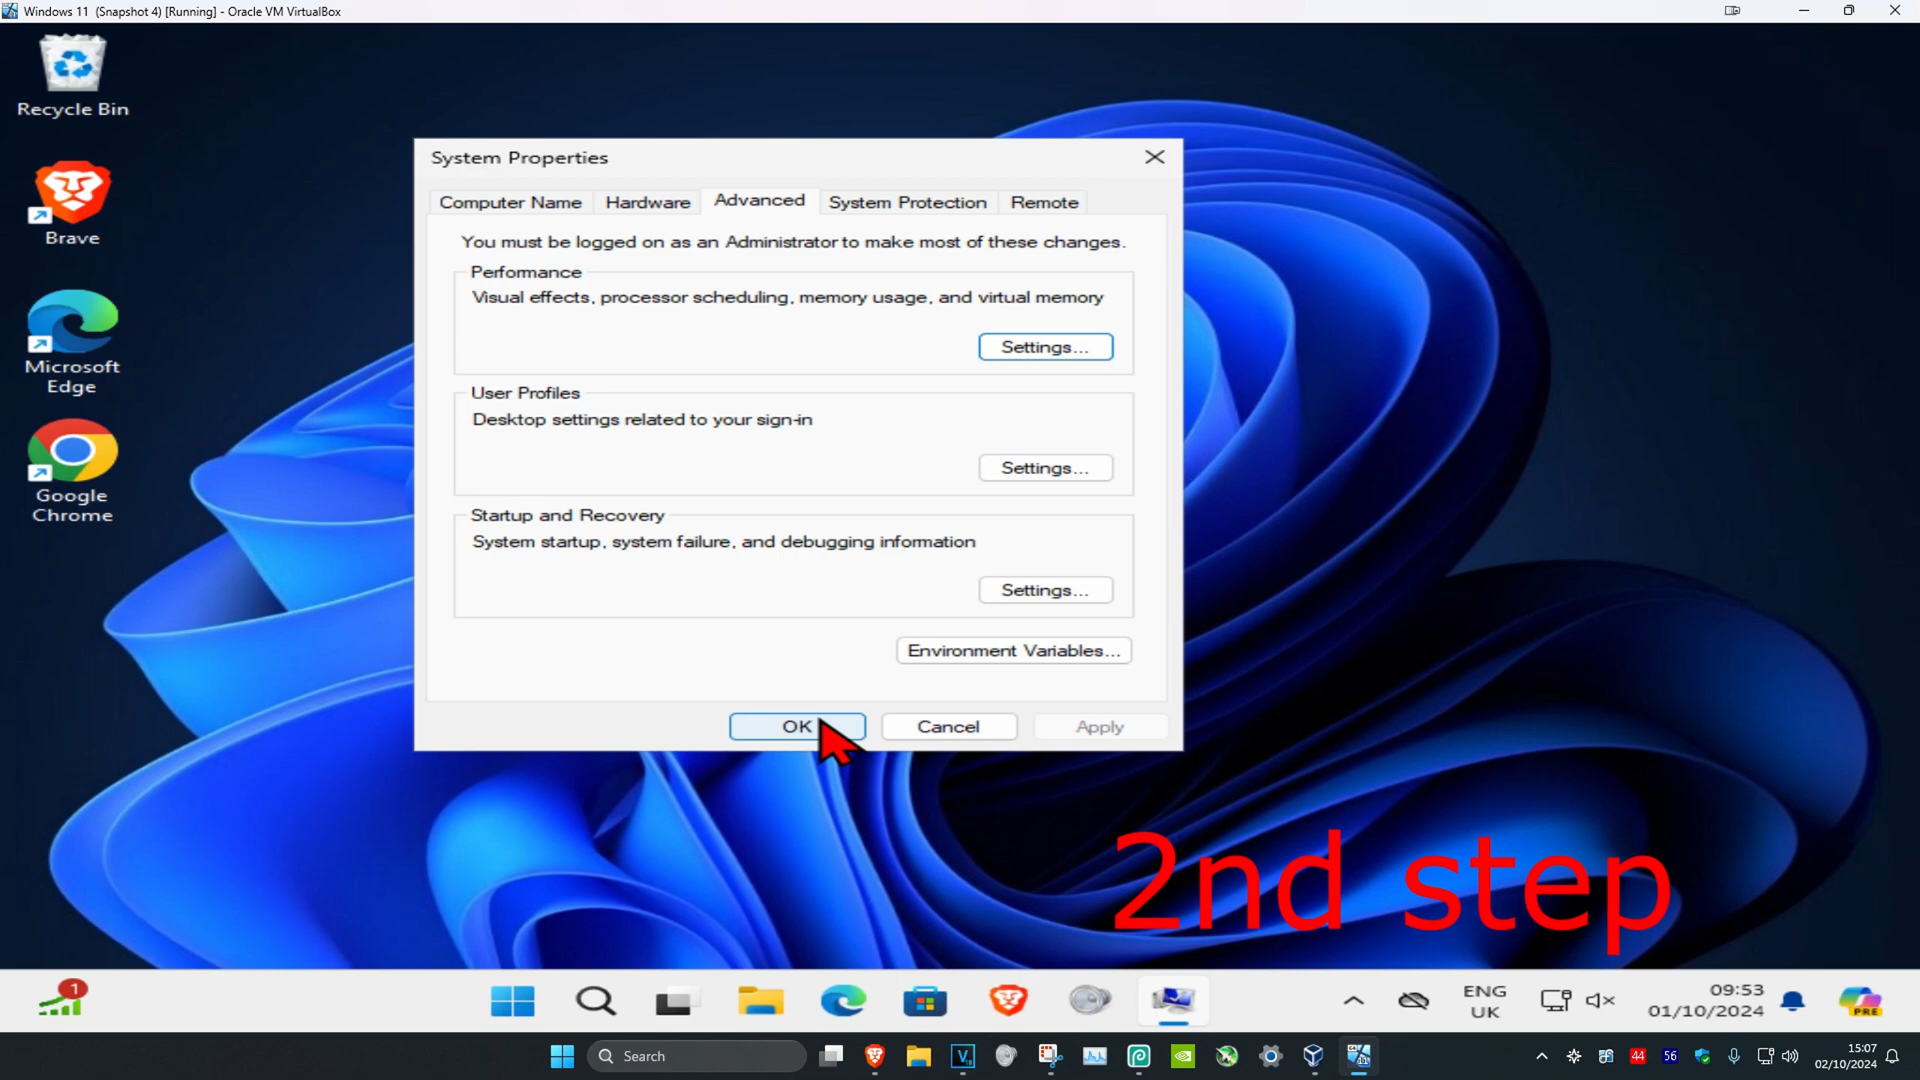 Windows 11 (Snapshot 4) [Running] - Oracle VM VirtualBox
Recycle Bin
Brave
Microsoft
Edge
Google
Chrome
System Properties
Computer Name
Hardware
Advanced
System Protection
Remote
You must be logged on as an Administrator to make most of these changes.
Performance
Visual effects, processor scheduling, memory usage, and virtual memory
Settings...
User Profiles
Desktop settings related to your sign-in
Settings...
Startup and Recovery
System startup, system failure, and debugging information
Settings...
Environment Variables...
OK
Cancel
Apply
2nd step
1
ENG
UK
09:53
01/10/2024
PRE
Search
44
56
15:07
02/10/2024